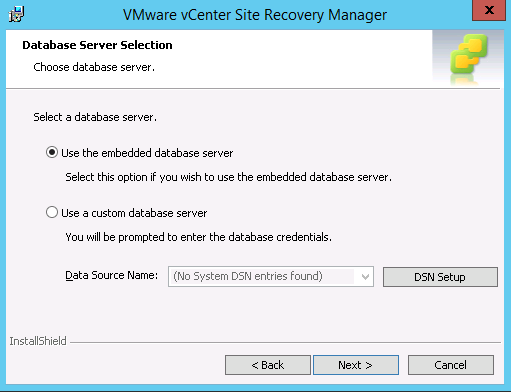 VMware vCenter Site Recovery Manager
x
Database Server Selection
Choose database server.
Select a database server.
Use the embedded database server
Select this option if you wish to use the embedded database server.
Use a custom database server
You will be prompted to enter the database credentials.
Data Source Name: (No System DSN entries found) DSN Setup
InstallShield
< Back Next > Cancel